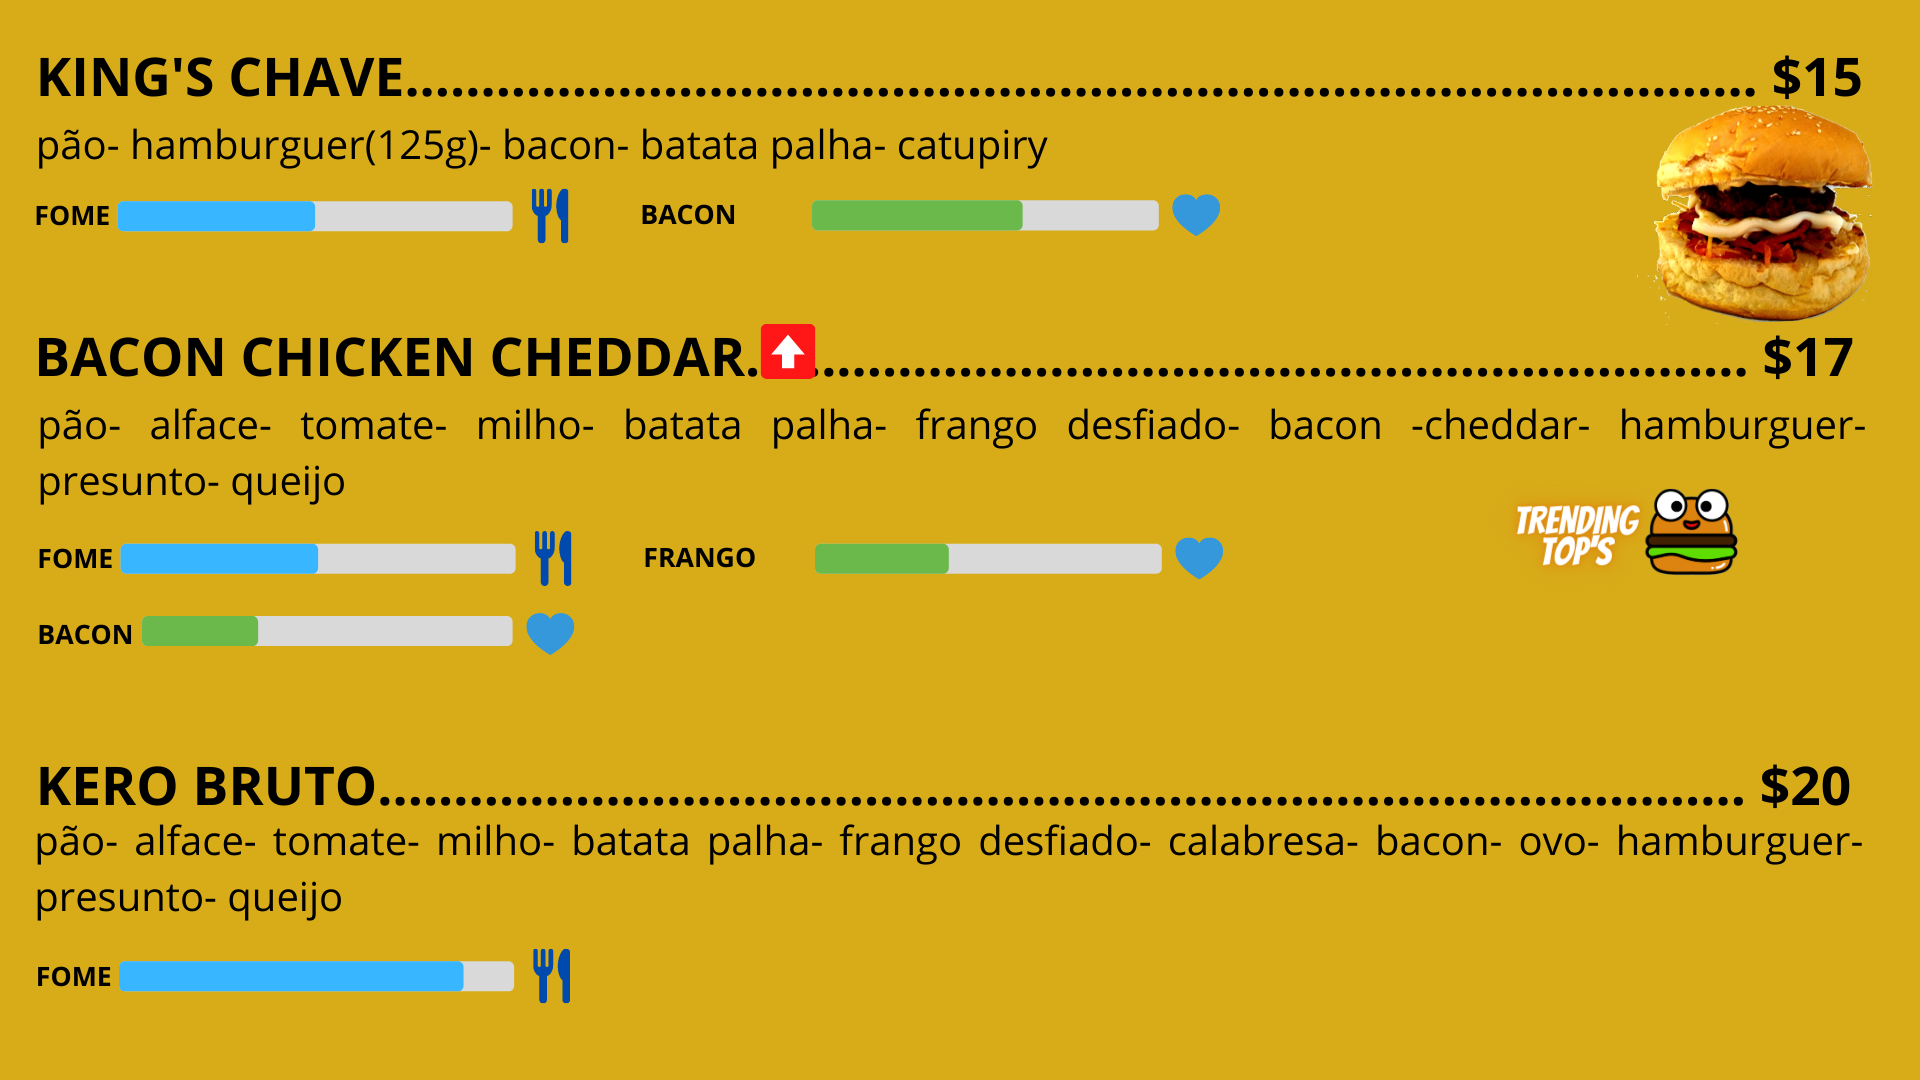 KING'S CHAVE.......................................................................................... $15
pão- hamburguer(125g)- bacon- batata palha- catupiry
FOME
BACON
BACON CHICKEN CHEDDAR.................................................................. $17
pão- alface- tomate- milho- batata palha- frango desfiado- bacon -cheddar- hamburguer-
presunto- queijo
TRENDING
TOP'S
FOME
FRANGO
BACON
KERO BRUTO........................................................................................... $20
pão- alface- tomate- milho- batata palha- frango desfiado- calabresa- bacon- ovo- hamburguer-
presunto- queijo
FOME